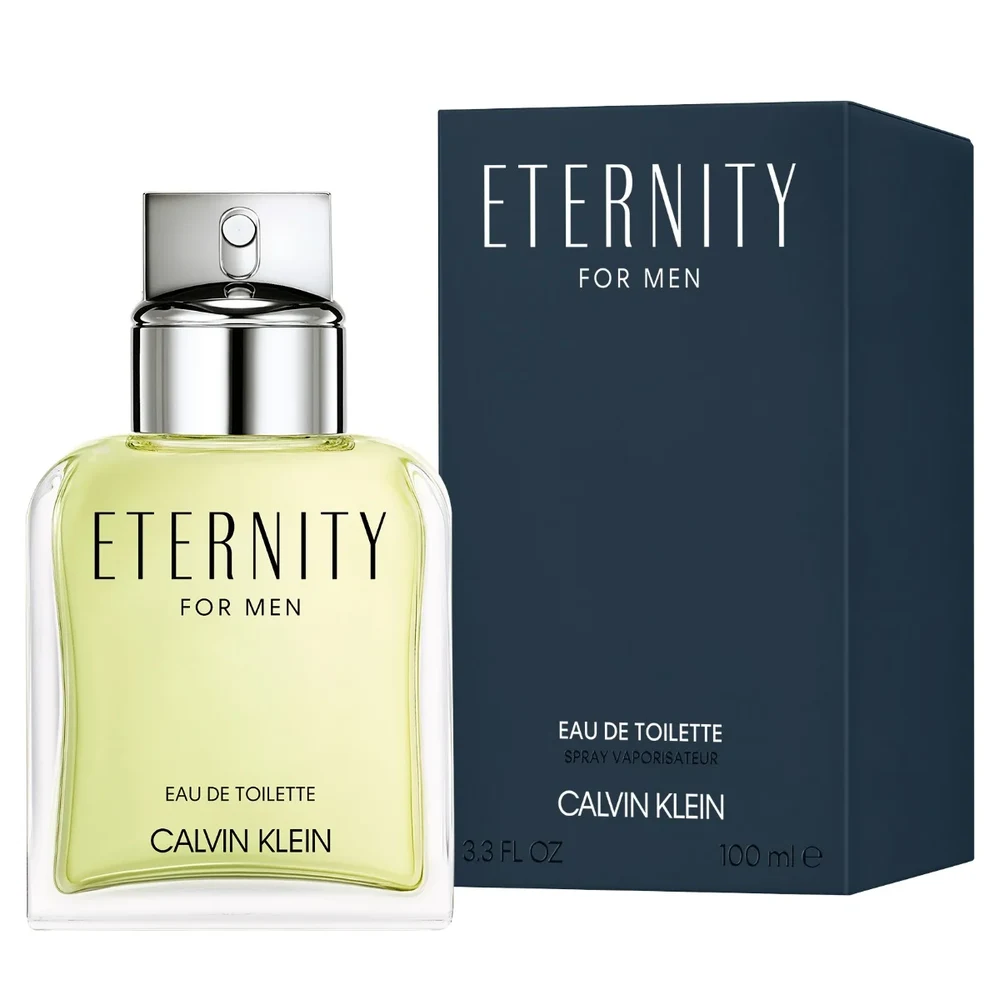 ETERNITY
FOR MEN
EAU DE TOILETTE
CALVIN KLEIN
ETERNITY
FOR MEN
EAU DE TOILETTE
SPRAY VAPORISATEUR
CALVIN KLEIN
3.3 FL OZ 100 ml e